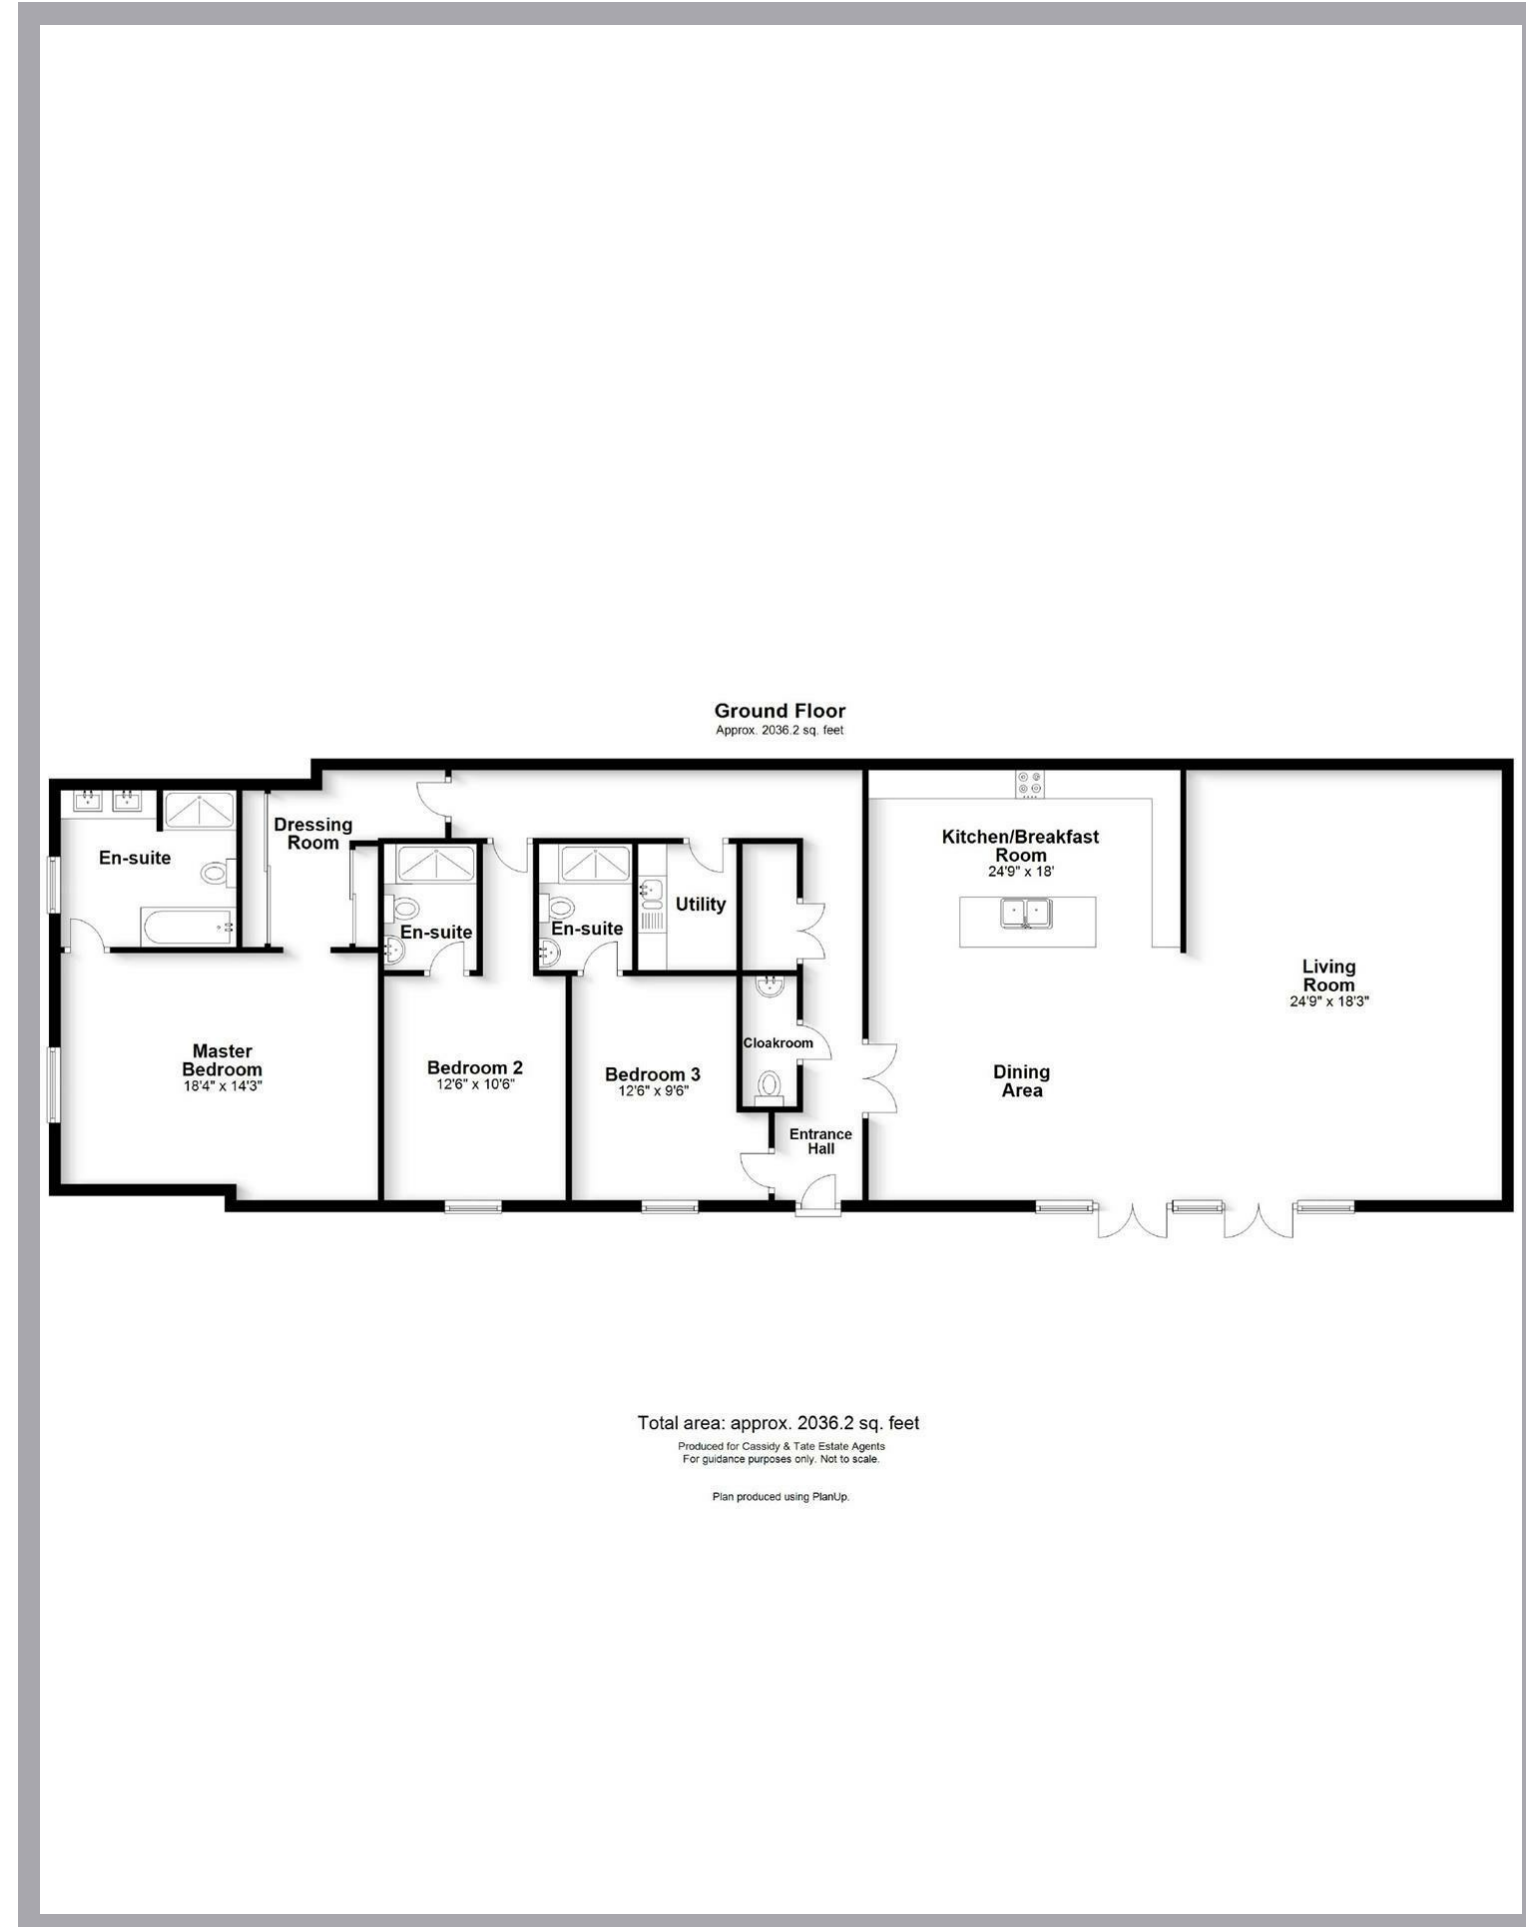 Ground Floor
Approx. 2036.2 sq. feet
Dressing
Room
En-suite
En-suite
En-suite
Utility
Kitchen/Breakfast
Room
24'9" x 18'
Living
Room
24'9" x 18'3"
Master
Bedroom
18'4" x 14'3"
Bedroom 2
12'6" x 10'6"
Bedroom 3
12'6" x 9'6"
Cloakroom
Dining
Area
Entrance
Hall
Total area: approx. 2036.2 sq. feet
Produced for Cassidy & Tate Estate Agents
For guidance purposes only. Not to scale.
Plan produced using PlanUp.